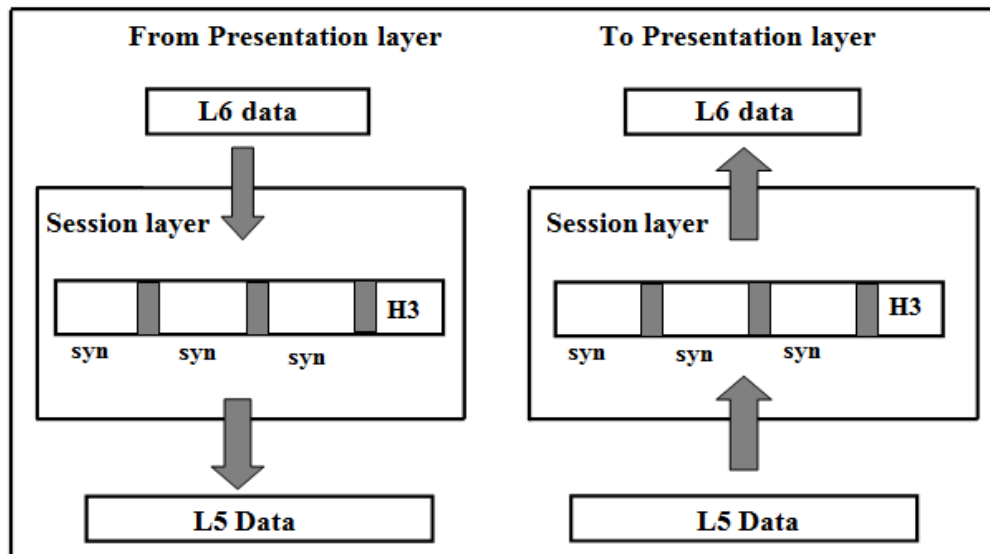 From Presentation layer
L6 data
Session layer
H3
syn syn syn
L5 Data
To Presentation layer
L6 data
Session layer
H3
syn syn syn
L5 Data